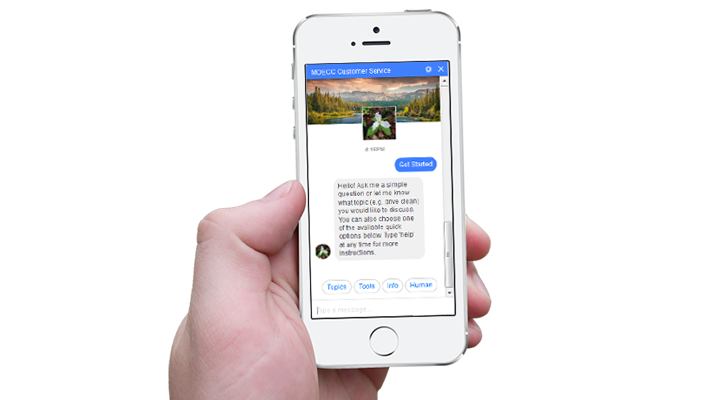 MOECC Customer Service
Get Started
Hello! Ask me a simple
question or let me know
what topic (e.g. drive clean)
you would like to discuss.
You can also choose one
of the available quick
options below. Type 'help'
at any time for more
instructions.
Topics Tools Info Human
Type a message...